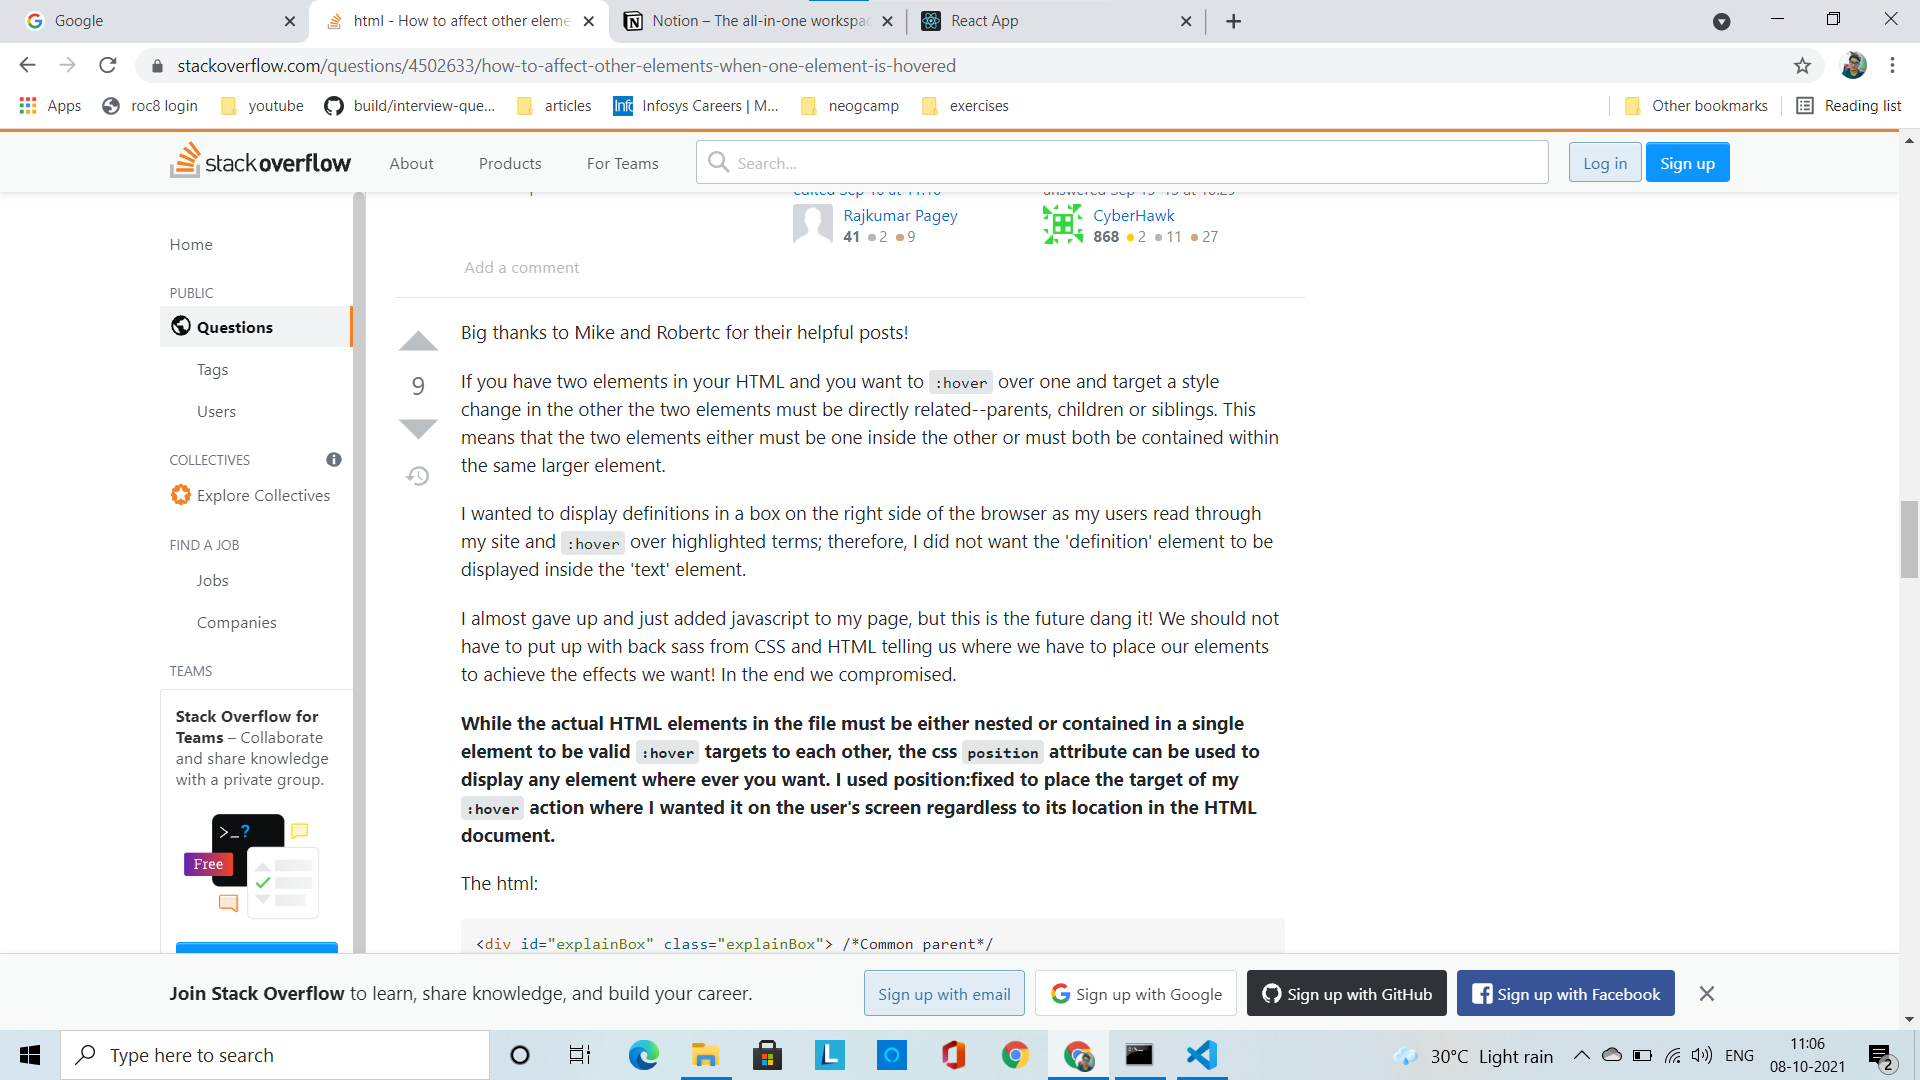 Google
html - How to affect other eleme
Notion – The all-in-one workspac
React App
stackoverflow.com/questions/4502633/how-to-affect-other-elements-when-one-element-is-hovered
Apps
roc8 login
youtube
build/interview-que...
articles
Infosys Careers | M...
neogcamp
exercises
Other bookmarks
Reading list
stackoverflow
About
Products
For Teams
Search...
Log in
Sign up
Home
PUBLIC
Questions
Tags
Users
COLLECTIVES
Explore Collectives
FIND A JOB
Jobs
Companies
TEAMS
Stack Overflow for
Teams – Collaborate
and share knowledge
with a private group.
>_?
Free
Rajkumar Pagey
41 2 9
CyberHawk
868 2 11 27
Add a comment
9
Big thanks to Mike and Robertc for their helpful posts!
If you have two elements in your HTML and you want to :hover over one and target a style
change in the other the two elements must be directly related--parents, children or siblings. This
means that the two elements either must be one inside the other or must both be contained within
the same larger element.
I wanted to display definitions in a box on the right side of the browser as my users read through
my site and :hover over highlighted terms; therefore, I did not want the 'definition' element to be
displayed inside the 'text' element.
I almost gave up and just added javascript to my page, but this is the future dang it! We should not
have to put up with back sass from CSS and HTML telling us where we have to place our elements
to achieve the effects we want! In the end we compromised.
While the actual HTML elements in the file must be either nested or contained in a single
element to be valid :hover targets to each other, the css position attribute can be used to
display any element where ever you want. I used position:fixed to place the target of my
:hover action where I wanted it on the user's screen regardless to its location in the HTML
document.
The html:
<div id="explainBox" class="explainBox"> /*Common parent*/
Join Stack Overflow to learn, share knowledge, and build your career.
Sign up with email
Sign up with Google
Sign up with GitHub
Sign up with Facebook
Type here to search
30°C Light rain
ENG
11:06
08-10-2021
2